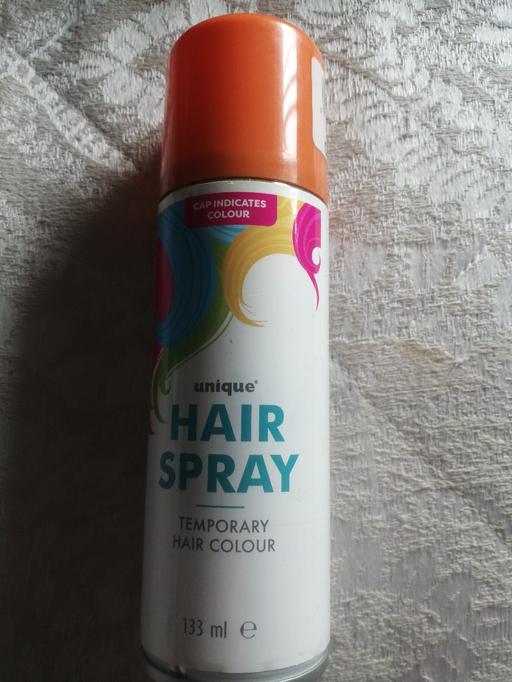 CAP INDICATES
COLOUR
unique®
HAIR
SPRAY
TEMPORARY
HAIR COLOUR
133 ml ℮